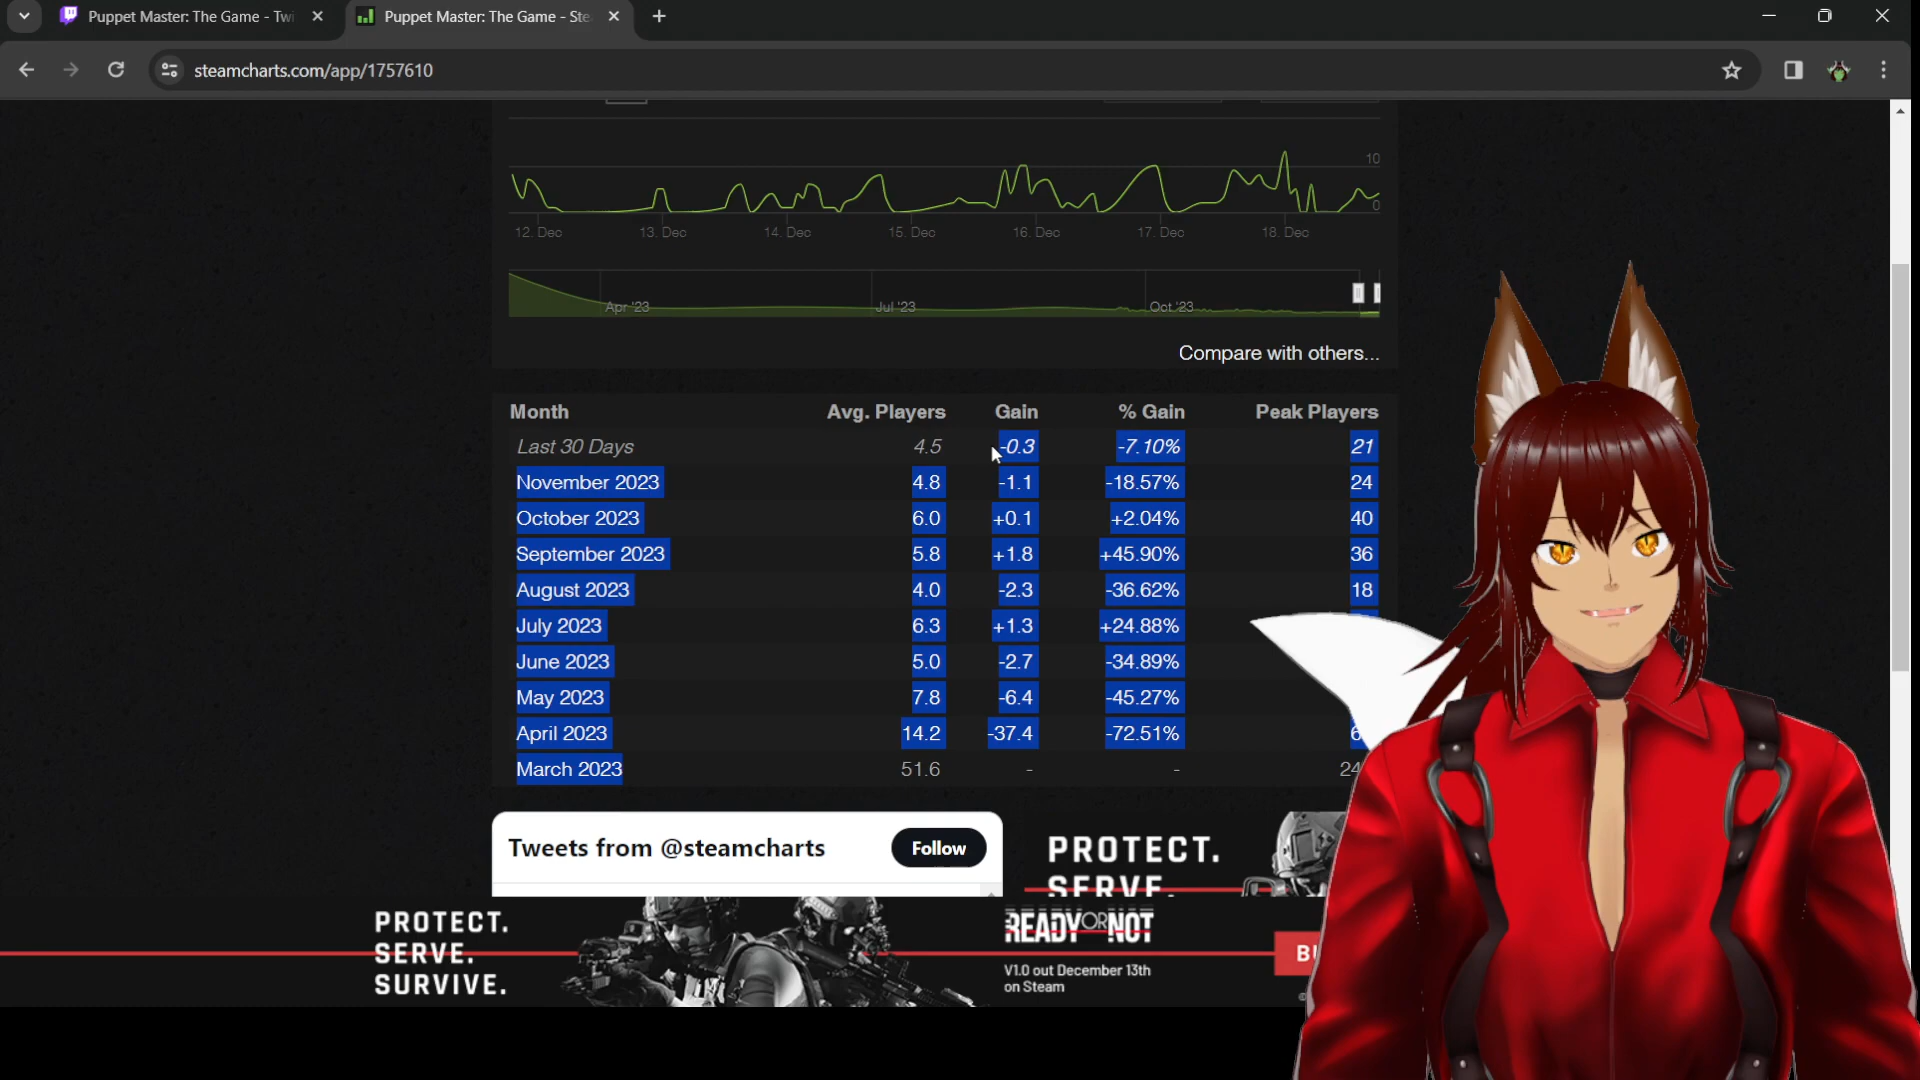 Puppet Master: The Game - Twi
Puppet Master: The Game - Ste
steamcharts.com/app/1757610
10
0
12. Dec 13. Dec 14. Dec 15. Dec 16. Dec 17. Dec 18. Dec
Apr '23 Jul '23 Oct '23
Compare with others...
Month Avg. Players Gain % Gain Peak Players
Last 30 Days 4.5 -0.3 -7.10% 21
November 2023 4.8 -1.1 -18.57% 24
October 2023 6.0 +0.1 +2.04% 40
September 2023 5.8 +1.8 +45.90% 36
August 2023 4.0 -2.3 -36.62% 18
July 2023 6.3 +1.3 +24.88%
June 2023 5.0 -2.7 -34.89%
May 2023 7.8 -6.4 -45.27%
April 2023 14.2 -37.4 -72.51% 6
March 2023 51.6 - - 24
Tweets from @steamcharts Follow
PROTECT.
SERVE.
PROTECT.
SERVE.
SURVIVE.
READY OR NOT
V1.0 out December 13th
on Steam
BU